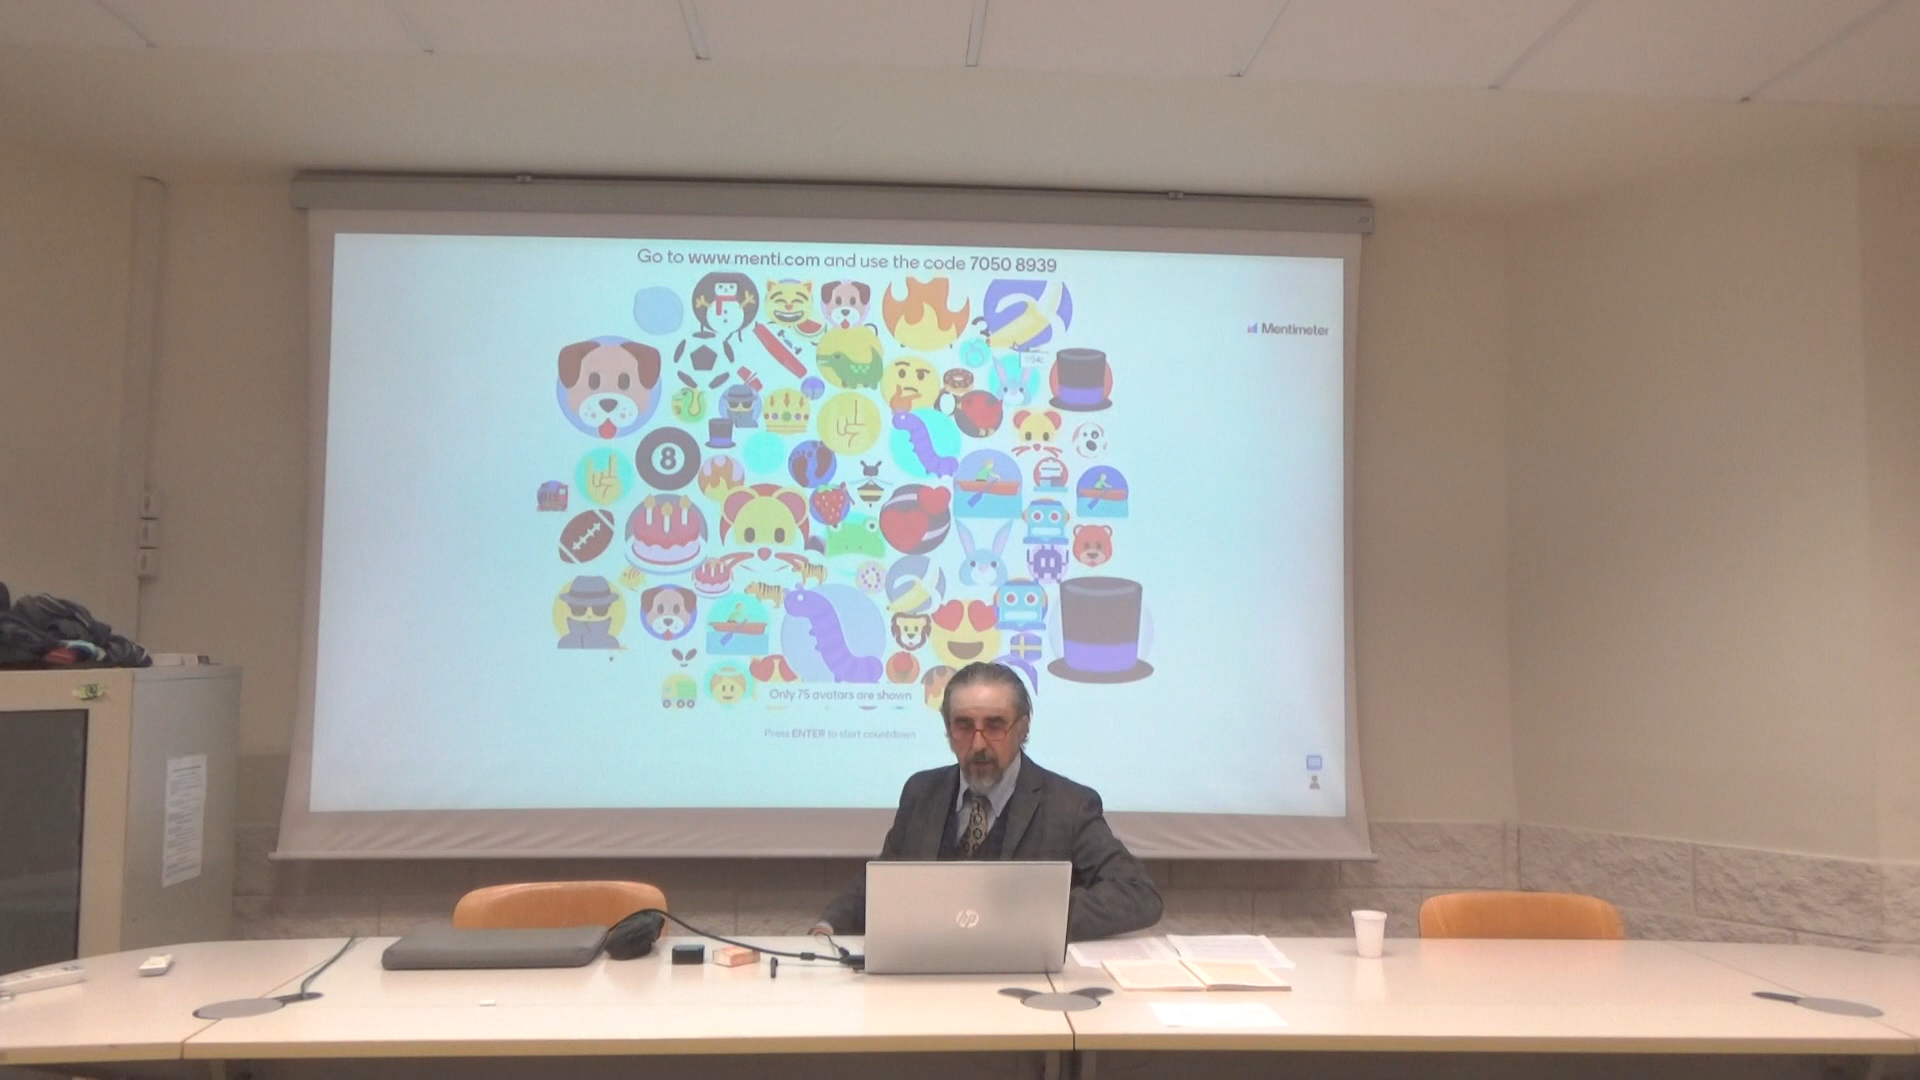 Go to www.menti.com and use the code 7050 8939
Mentimeter
8
Only 75 avatars are shown
Press ENTER to start countdown
hp